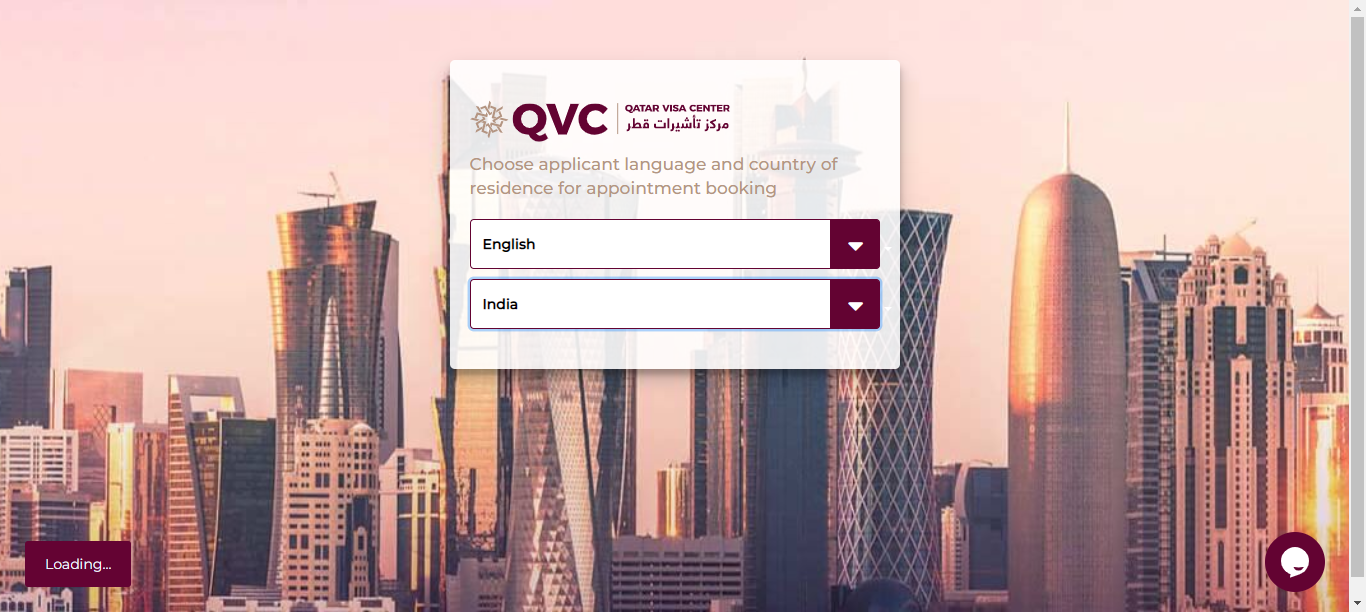 QVC
QATAR VISA CENTER
مركز تأشيرات قطر
Choose applicant language and country of
residence for appointment booking
English
India
Loading...